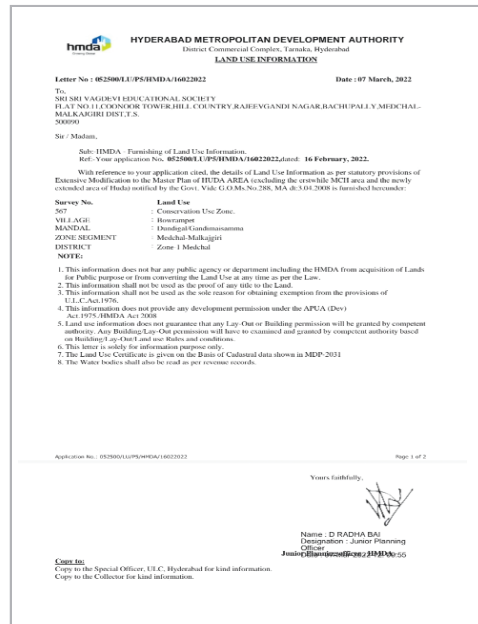 hmda
HYDERABAD METROPOLITAN DEVELOPMENT AUTHORITY
District Commercial Complex, Tarnaka, Hyderabad
LAND USE INFORMATION
Letter No : 052500/LU/P5/HMDA/16022022 Date : 07 March, 2022
To,
SRI SRI VAGDEVI EDUCATIONAL SOCIETY
FLAT NO.11,COONOOR TOWER,HILL COUNTRY,RAJEEVGANDI NAGAR,BACHUPALLY,MEDCHAL-
MALKAJGIRI DIST,T.S.
500090
Sir / Madam,
Sub:-HMDA - Furnishing of Land Use Information.
Ref:-Your application No. 052500/LU/P5/HMDA/16022022,dated: 16 February, 2022.
With reference to your application cited, the details of Land Use Information as per statutory provisions of
Extensive Modification to the Master Plan of HUDA AREA (excluding the erstwhile MCH area and the newly
extended area of Huda) notified by the Govt. Vide G.O.Ms.No.288, MA dt:3.04.2008 is furnished hereunder:
Survey No. Land Use
567 : Conservation Use Zone.
VILLAGE : Bowrampet
MANDAL : Dundigal/Gandimaisamma
ZONE SEGMENT : Medchal-Malkajgiri
DISTRICT : Zone-1 Medchal
NOTE:
1. This information does not bar any public agency or department including the HMDA from acquisition of Lands
for Public purpose or from converting the Land Use at any time as per the Law.
2. This information shall not be used as the proof of any title to the Land.
3. This information shall not be used as the sole reason for obtaining exemption from the provisions of
U.L.C.Act,1976.
4. This information does not provide any development permission under the APUA (Dev)
Act.1975./HMDA Act 2008
5. Land use information does not guarantee that any Lay-Out or Building permission will be granted by competent
authority. Any Building/Lay-Out permission will have to examined and granted by competent authority based
on Building/Lay-Out/Land use Rules and conditions.
6. This letter is solely for information purpose only.
7. The Land Use Certificate is given on the Basis of Cadastral data shown in MDP-2031
8. The Water bodies shall also be read as per revenue records.
Application No.: 052500/LU/P5/HMDA/16022022 Page 1 of 2
Yours faithfully,
Name : D RADHA BAI
Designation : Junior Planning
Officer
Junior Planning officer, HMDA
Copy to:
Copy to the Special Officer, ULC, Hyderabad for kind information.
Copy to the Collector for kind information.